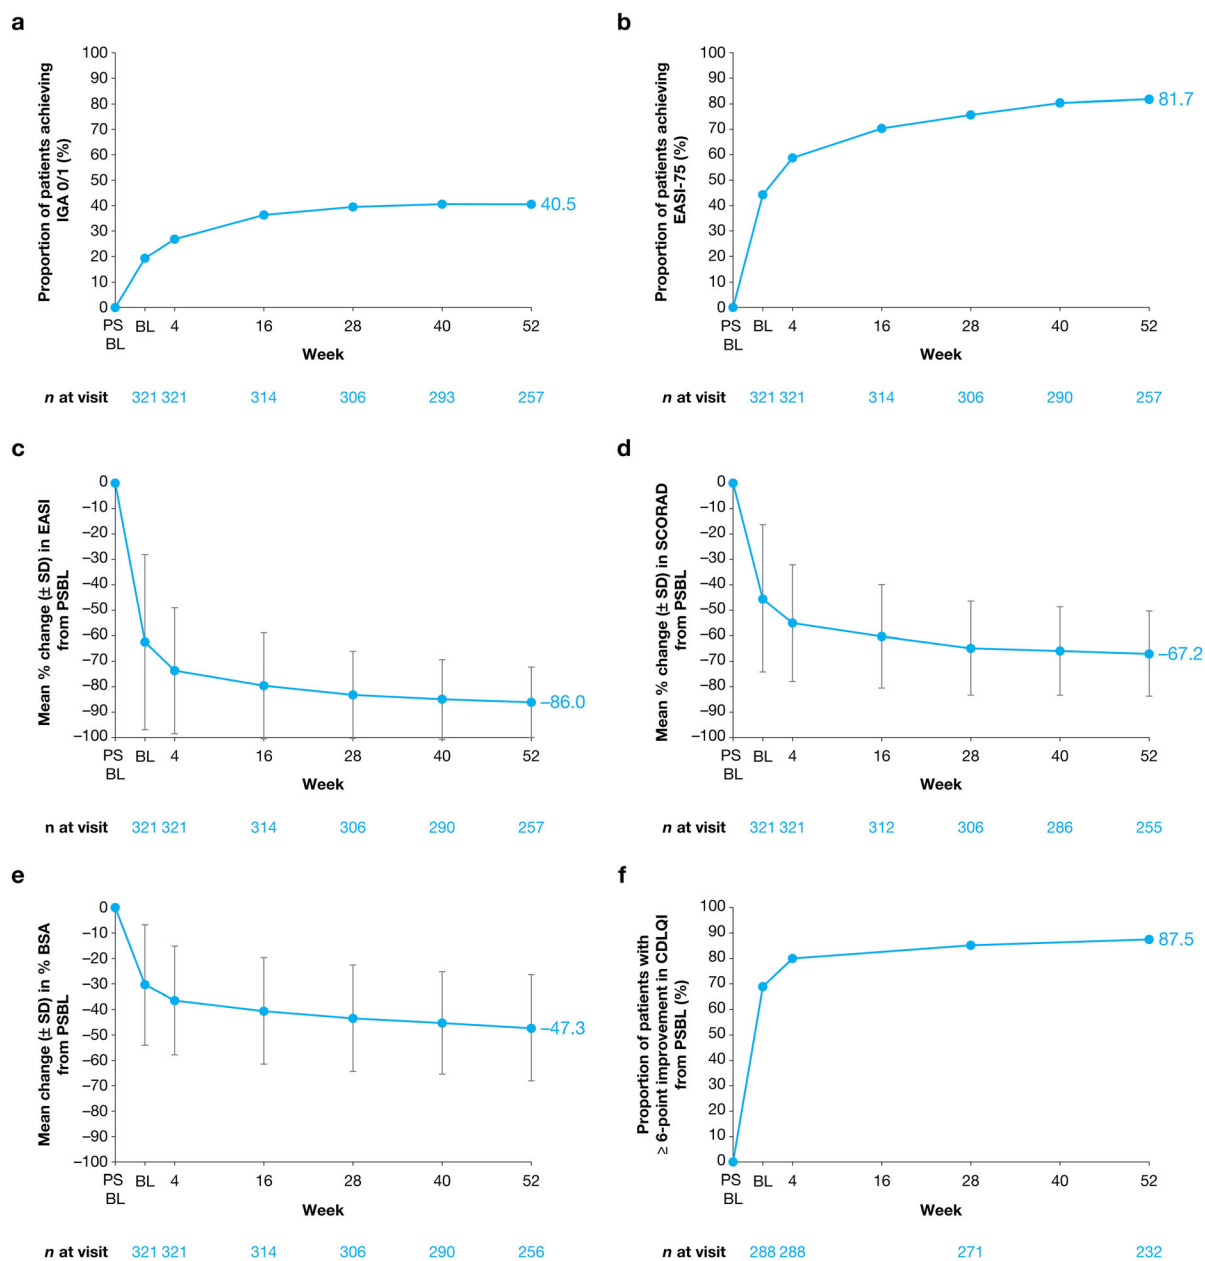 a
Proportion of patients achieving
IGA 0/1 (%)
100
90
80
70
60
50
40
30
20
10
0
40.5
PS
BL
BL
4
16
28
40
52
Week
n at visit
321
321
314
306
293
257
b
Proportion of patients achieving
EASI-75 (%)
100
90
80
70
60
50
40
30
20
10
0
81.7
PS
BL
BL
4
16
28
40
52
Week
n at visit
321
321
314
306
290
257
c
Mean % change (± SD) in EASI
from PSBL
0
−10
−20
−30
−40
−50
−60
−70
−80
−90
−100
−86.0
PS
BL
BL
4
16
28
40
52
Week
n at visit
321
321
314
306
290
257
d
Mean % change (± SD) in SCORAD
from PSBL
0
−10
−20
−30
−40
−50
−60
−70
−80
−90
−100
−67.2
PS
BL
BL
4
16
28
40
52
Week
n at visit
321
321
312
306
286
255
e
Mean change (± SD) in % BSA
from PSBL
0
−10
−20
−30
−40
−50
−60
−70
−80
−90
−100
−47.3
PS
BL
BL
4
16
28
40
52
Week
n at visit
321
321
314
306
290
256
f
Proportion of patients with
≥ 6-point improvement in CDLQI
from PSBL (%)
100
90
80
70
60
50
40
30
20
10
0
87.5
PS
BL
BL
4
16
28
40
52
Week
n at visit
288
288
271
232